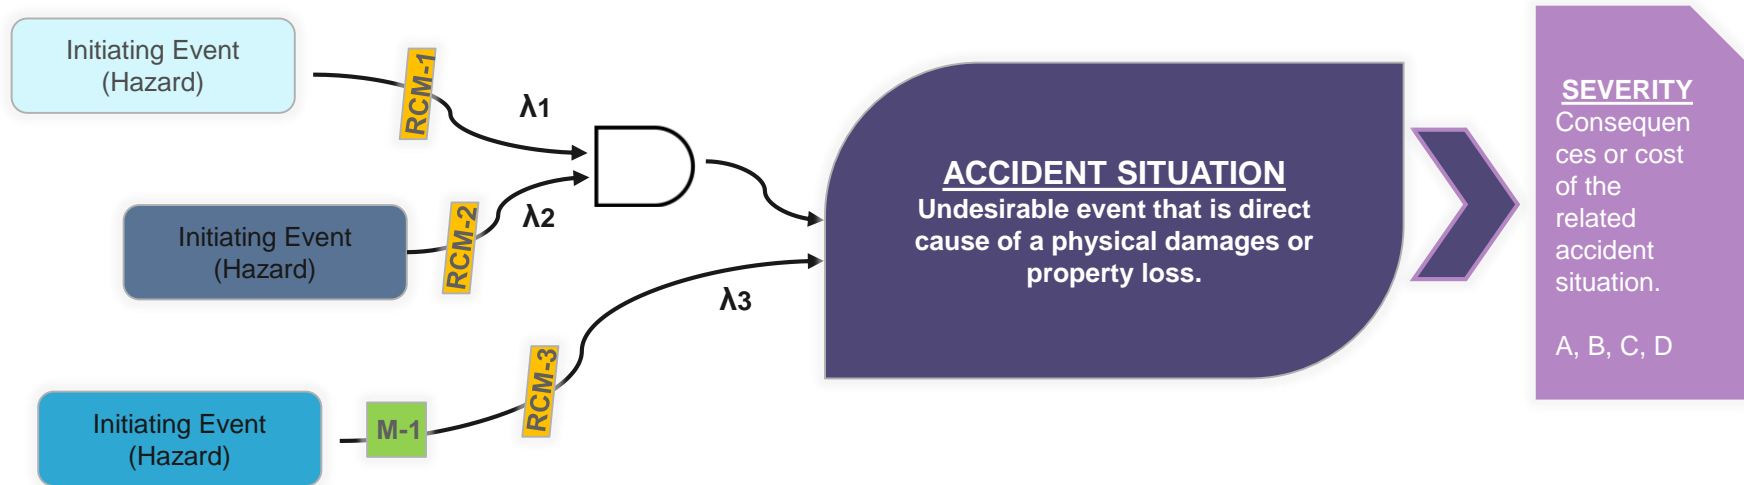 Initiating Event
(Hazard)
RCM-1
λ1
Initiating Event
(Hazard)
RCM-2
λ2
Initiating Event
(Hazard)
M-1
RCM-3
λ3
ACCIDENT SITUATION
Undesirable event that is direct
cause of a physical damages or
property loss.
SEVERITY
Consequen
ces or cost
of the
related
accident
situation.
A, B, C, D